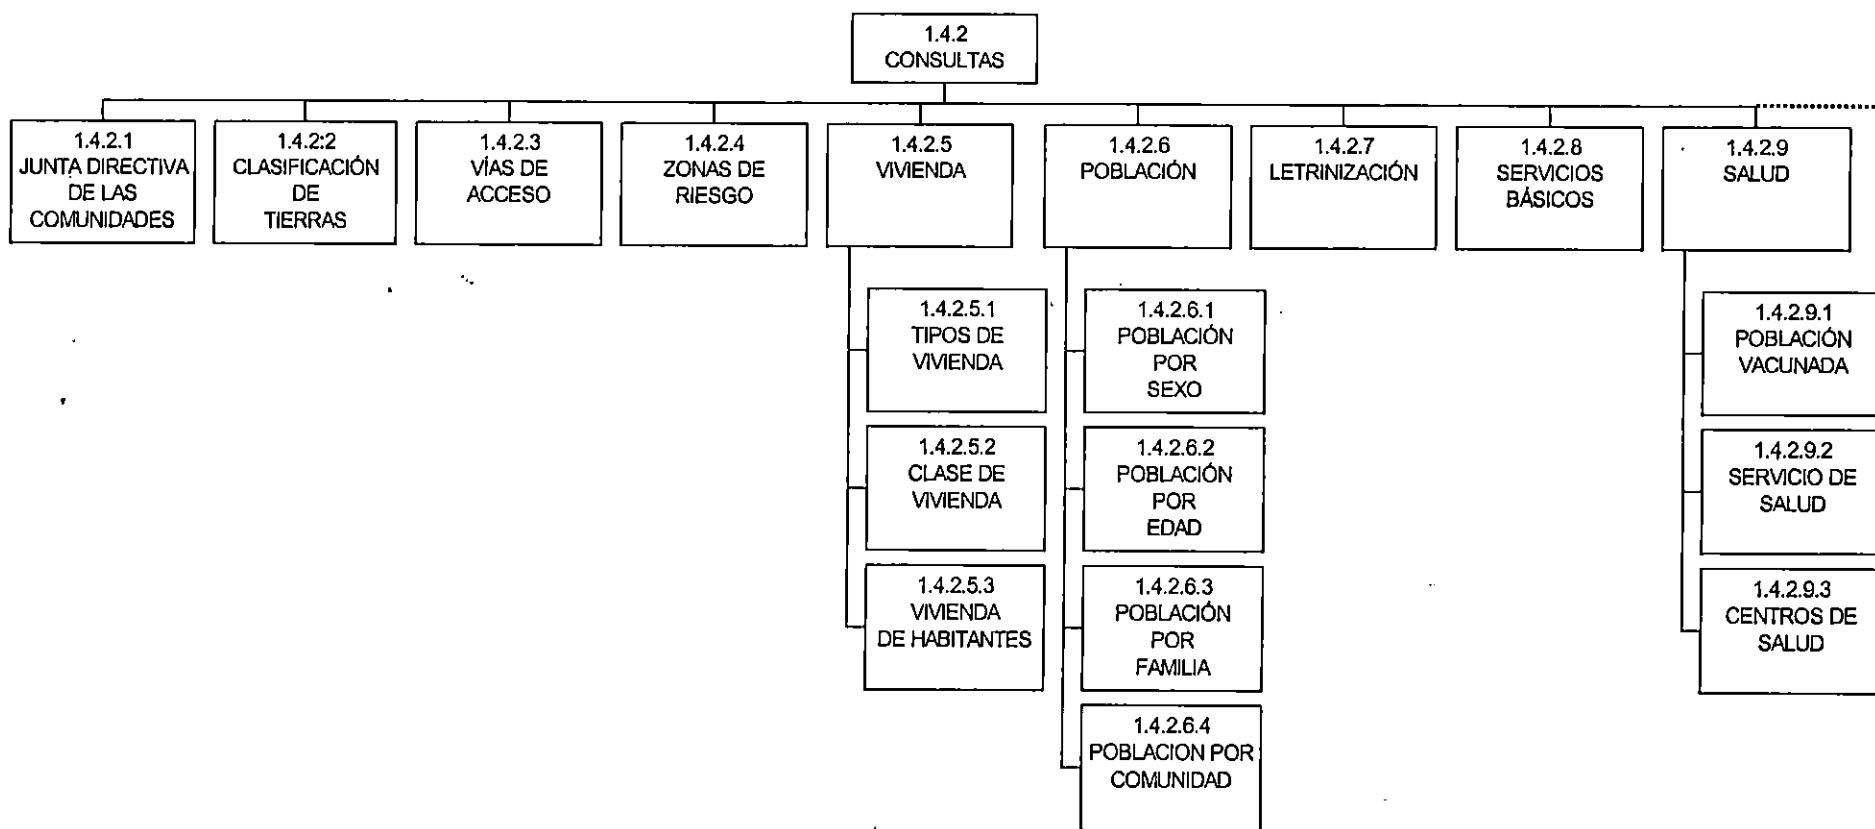 1.4.2
CONSULTAS
1.4.2.1
JUNTA DIRECTIVA
DE LAS
COMUNIDADES
1.4.2:2
CLASIFICACIÓN
DE
TIERRAS
1.4.2.3
VÍAS DE
ACCESO
1.4.2.4
ZONAS DE
RIESGO
1.4.2.5
VIVIENDA
1.4.2.6
POBLACIÓN
1.4.2.7
LETRINIZACIÓN
1.4.2.8
SERVICIOS
BÁSICOS
1.4.2.9
SALUD
1.4.2.5.1
TIPOS DE
VIVIENDA
1.4.2.5.2
CLASE DE
VIVIENDA
1.4.2.5.3
VIVIENDA
DE HABITANTES
1.4.2.6.1
POBLACIÓN
POR
SEXO
1.4.2.6.2
POBLACIÓN
POR
EDAD
1.4.2.6.3
POBLACIÓN
POR
FAMILIA
1.4.2.6.4
POBLACION POR
COMUNIDAD
1.4.2.9.1
POBLACIÓN
VACUNADA
1.4.2.9.2
SERVICIO DE
SALUD
1.4.2.9.3
CENTROS DE
SALUD